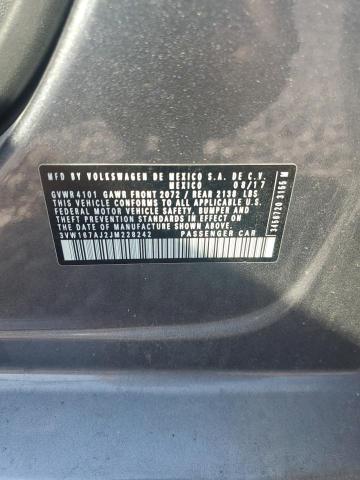 MFD BY VOLKSWAGEN DE MEXICO S.A. DE C.V.
MEXICO 08/17
GVWR 4101 GAWR FRONT 2072 / REAR 2138 LBS
THIS VEHICLE CONFORMS TO ALL APPLICABLE U.S.
FEDERAL MOTOR VEHICLE SAFETY, BUMPER AND
THEFT PREVENTION STANDARDS IN EFFECT ON
THE DATE OF MANUFACTURE SHOWN ABOVE.
3VW167AJ2JM228242 PASSENGER CAR